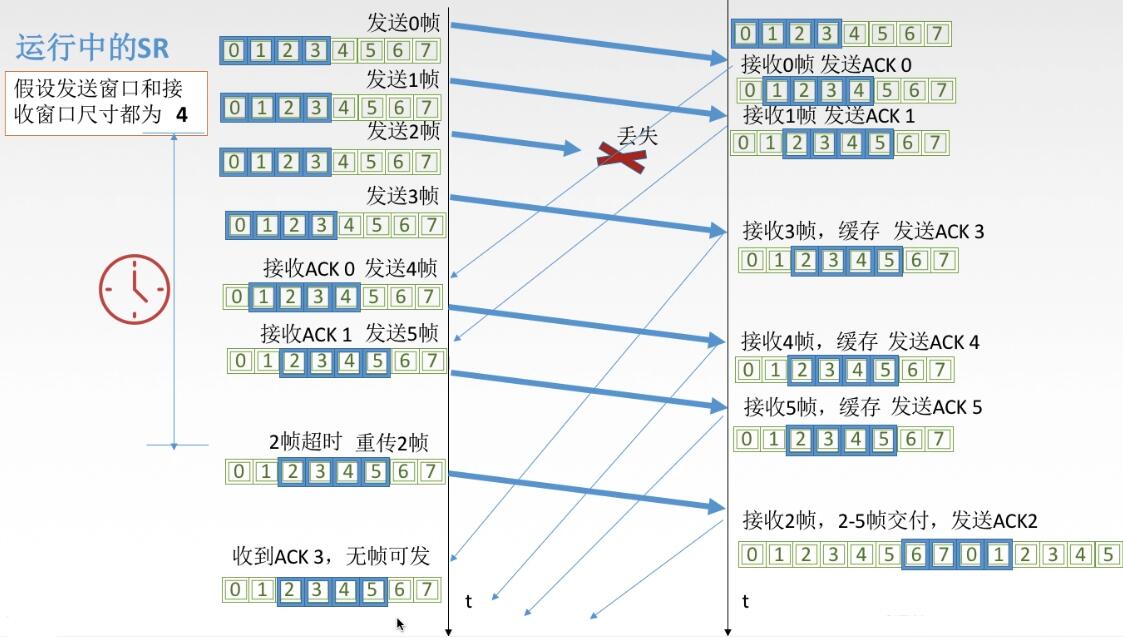 运行中的SR
假设发送窗口和接
收窗口尺寸都为 4
发送0帧
0 1 2 3 4 5 6 7
发送1帧
0 1 2 3 4 5 6 7
发送2帧
0 1 2 3 4 5 6 7
发送3帧
0 1 2 3 4 5 6 7
接收ACK 0 发送4帧
0 1 2 3 4 5 6 7
接收ACK 1 发送5帧
0 1 2 3 4 5 6 7
2帧超时 重传2帧
0 1 2 3 4 5 6 7
收到ACK 3，无帧可发
0 1 2 3 4 5 6 7
丢失
t
0 1 2 3 4 5 6 7
接收0帧 发送ACK 0
0 1 2 3 4 5 6 7
接收1帧 发送ACK 1
0 1 2 3 4 5 6 7
接收3帧，缓存 发送ACK 3
0 1 2 3 4 5 6 7
接收4帧，缓存 发送ACK 4
0 1 2 3 4 5 6 7
接收5帧，缓存 发送ACK 5
0 1 2 3 4 5 6 7
接收2帧，2-5帧交付，发送ACK2
0 1 2 3 4 5 6 7 0 1 2 3 4 5
t